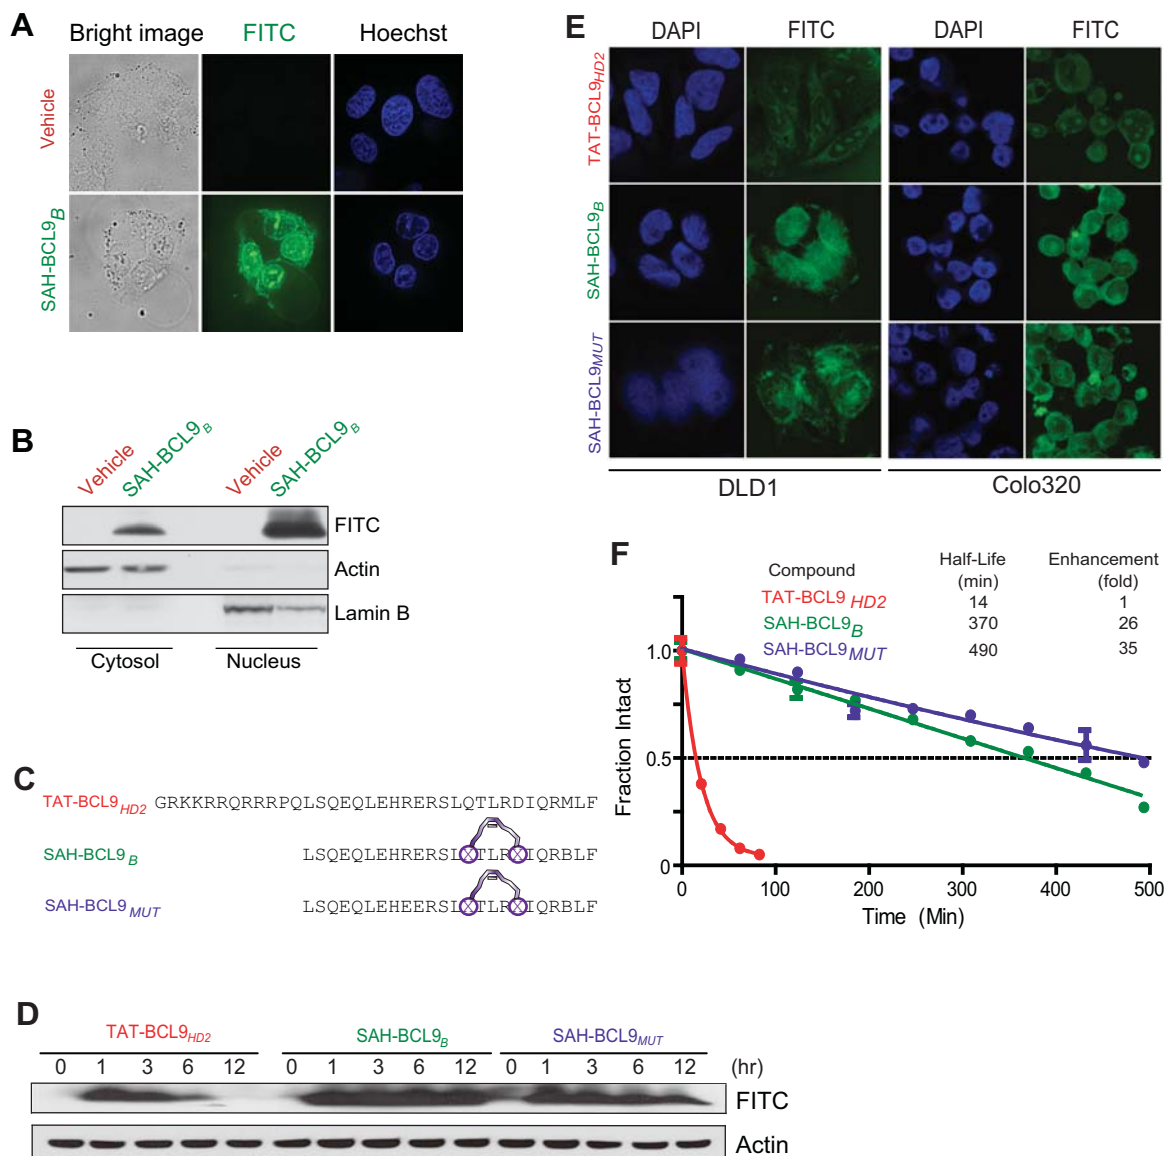 A
Bright image FITC Hoechst
Vehicle
SAH-BCL9B
B
Vehicle SAH-BCL9B Vehicle SAH-BCL9B
FITC
Actin
Lamin B
Cytosol Nucleus
C
TAT-BCL9HD2 GRKKRRQRRRPQLSQEQLEHRERSLQTLRDIQRMLF
SAH-BCL9B LSQEQLEHRERSLXTLRXIQRBLF
SAH-BCL9MUT LSQEQLEHEERSLXTLRXIQRBLF
D
TAT-BCL9HD2 SAH-BCL9B SAH-BCL9MUT
0 1 3 6 12 0 1 3 6 12 0 1 3 6 12 (hr)
FITC
Actin
E
DAPI FITC DAPI FITC
TAT-BCL9HD2
SAH-BCL9B
SAH-BCL9MUT
DLD1 Colo320
F
Compound Half-Life (min) Enhancement (fold)
TAT-BCL9 HD2 14 1
SAH-BCL9B 370 26
SAH-BCL9MUT 490 35
Fraction Intact
1.0
0.5
0
0 100 200 300 400 500
Time (Min)